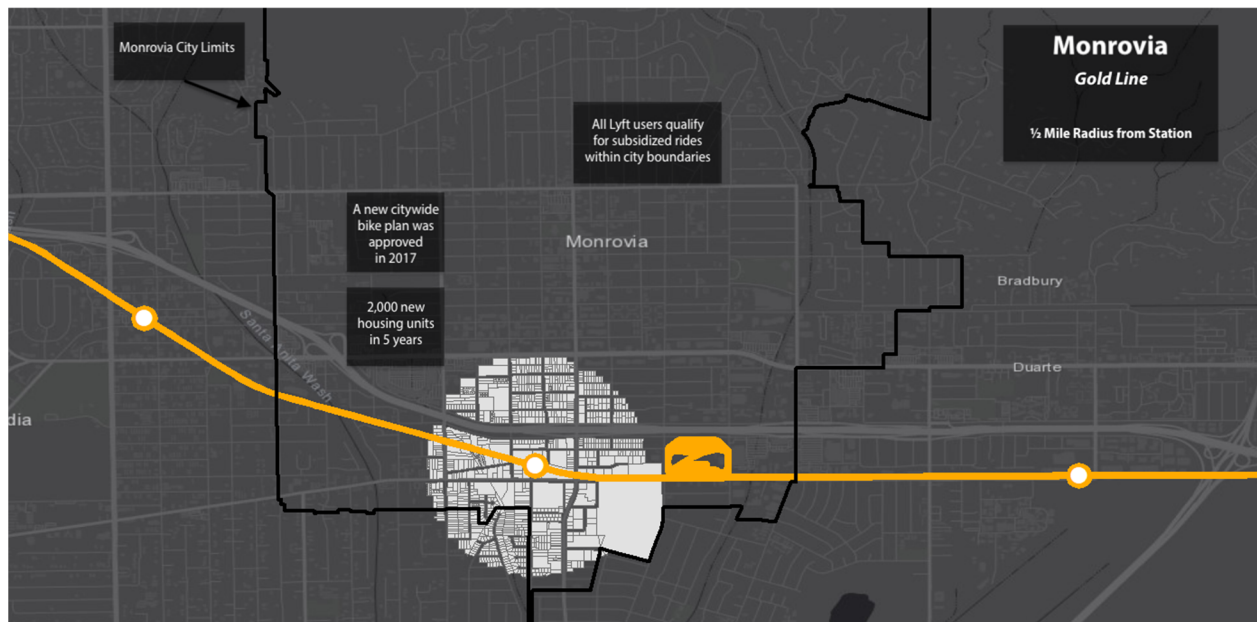 Monrovia City Limits
Monrovia
Gold Line
½ Mile Radius from Station
All Lyft users qualify
for subsidized rides
within city boundaries
A new citywide
bike plan was
approved
in 2017
Monrovia
Bradbury
2,000 new
housing units
in 5 years
Santa Anita Wash
Duarte
dia